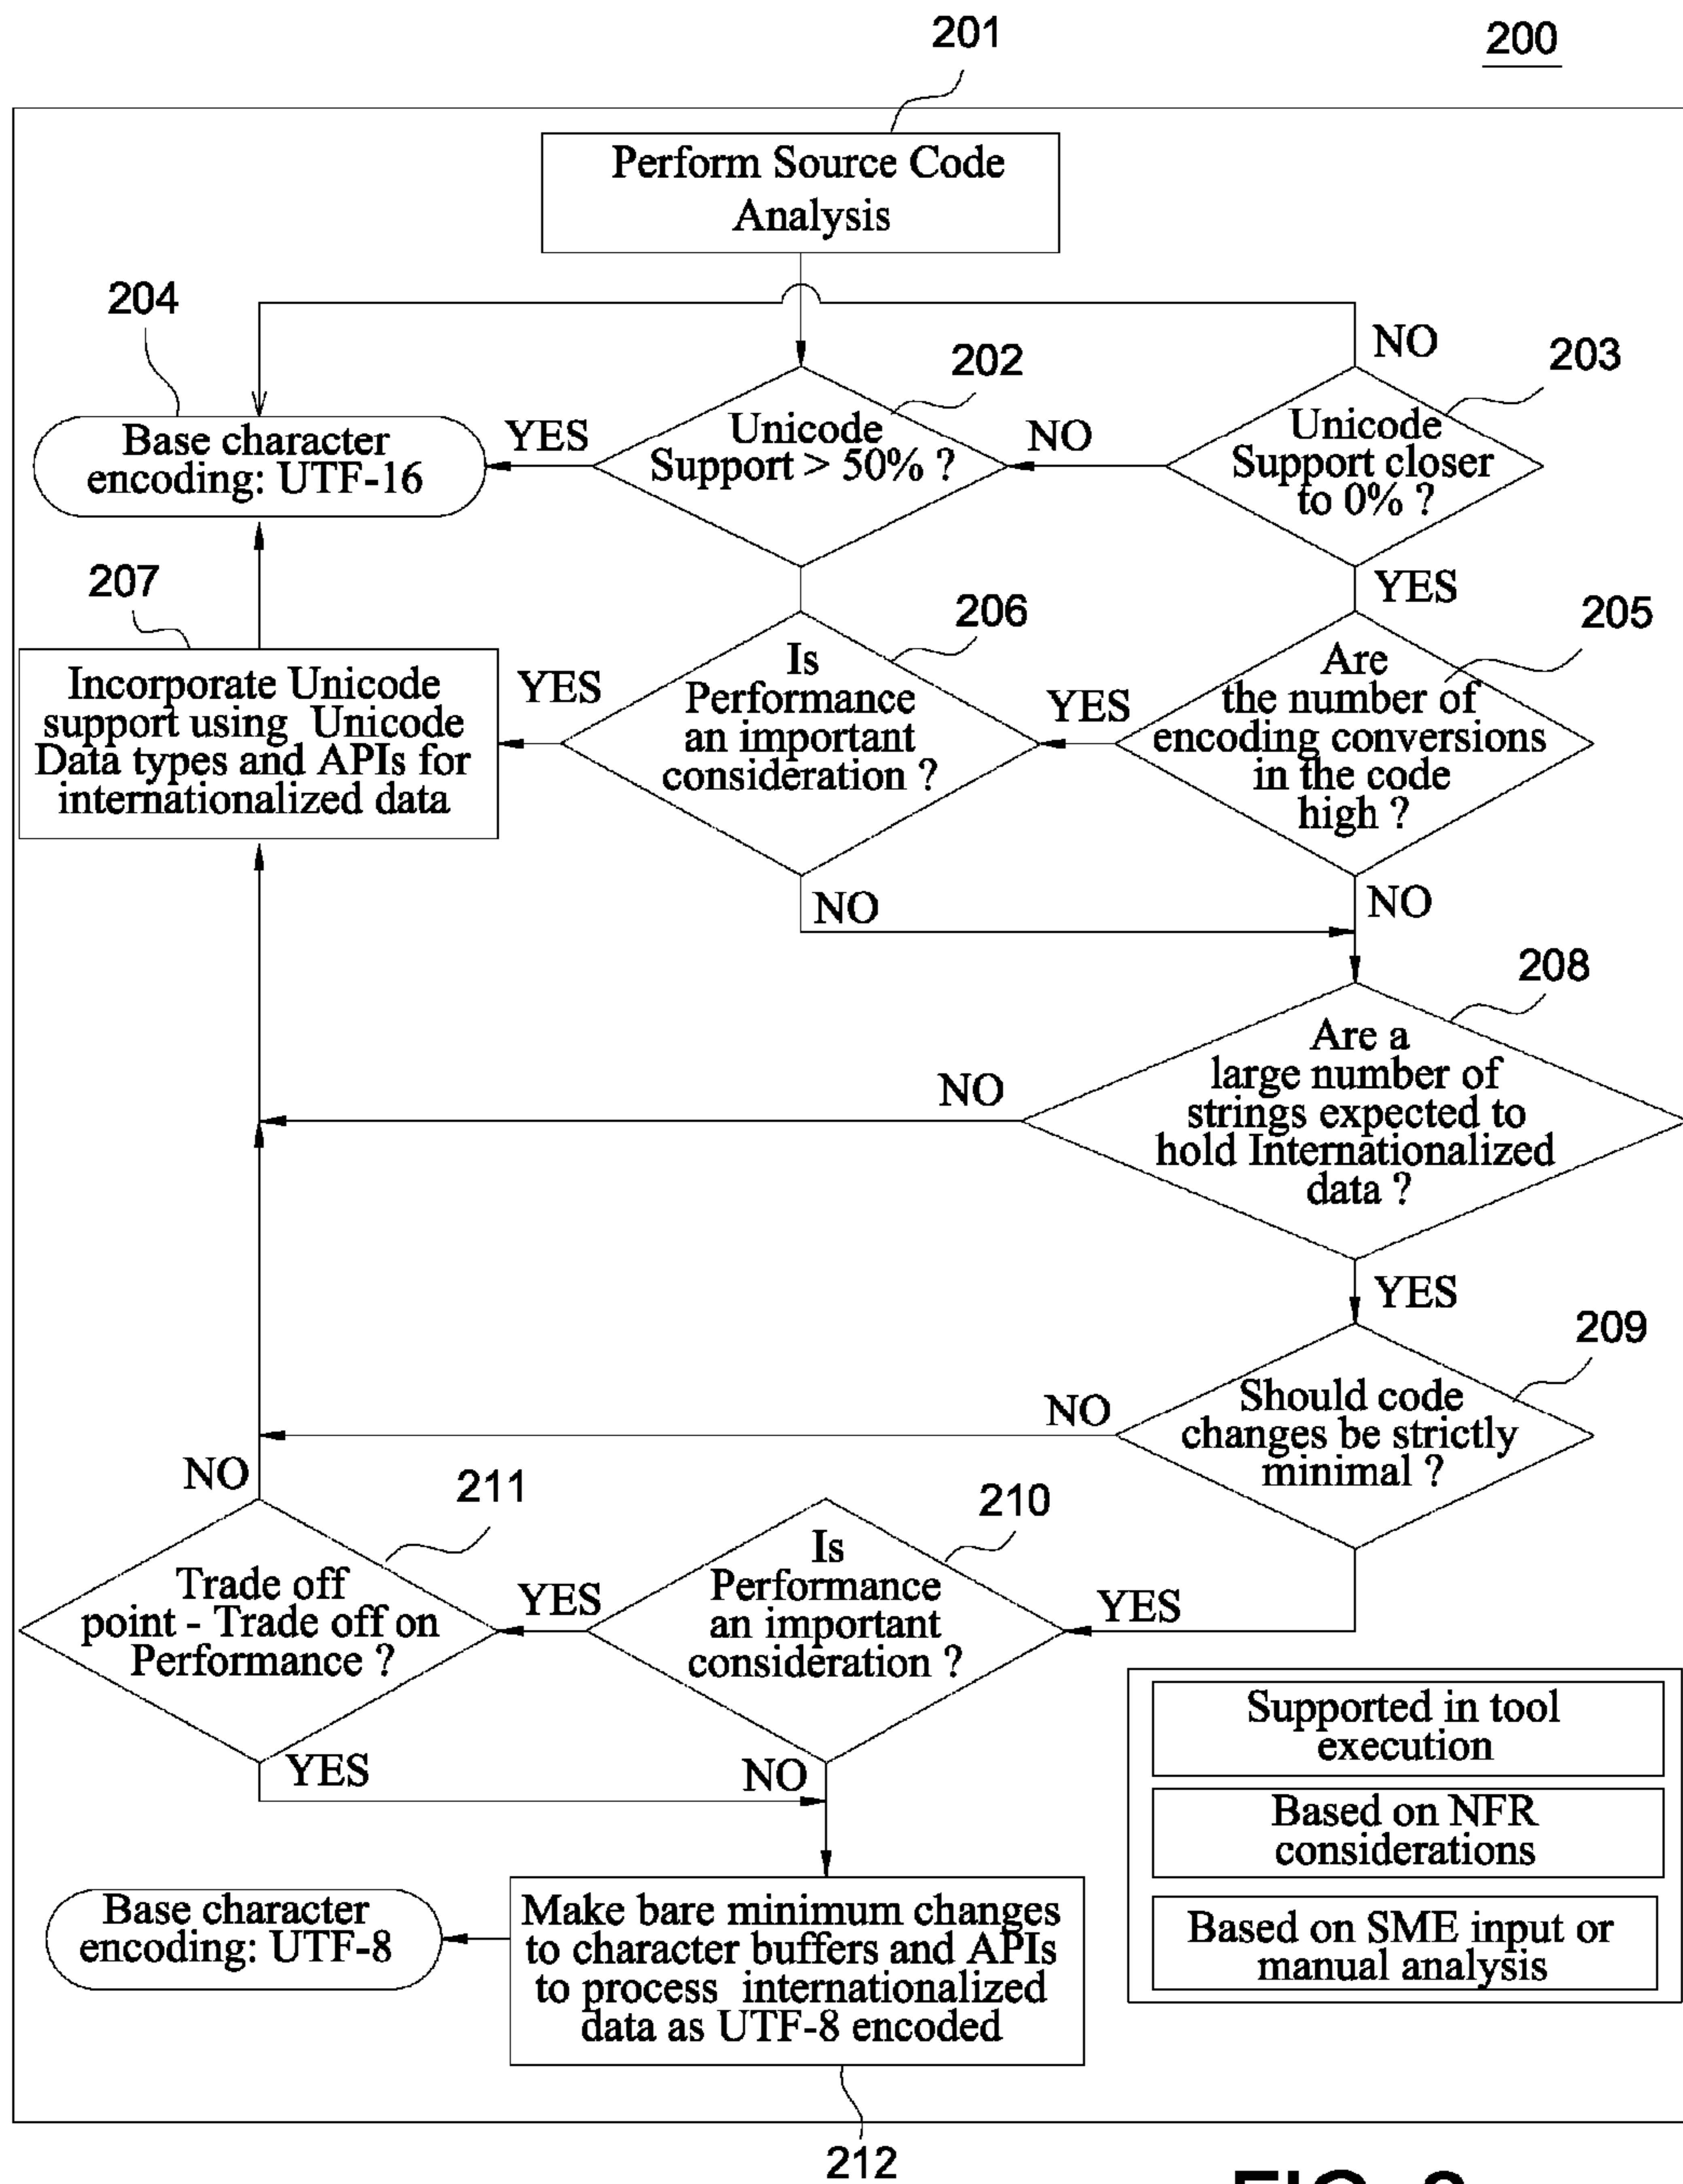 201
200
Perform Source Code
Analysis
204
202
NO
203
Base character
encoding: UTF-16
YES
Unicode
Support > 50% ?
NO
Unicode
Support closer
to 0% ?
207
206
YES
205
Incorporate Unicode
support using Unicode
Data types and APIs for
internationalized data
YES
Is
Performance
an important
consideration ?
YES
Are
the number of
encoding conversions
in the code
high ?
NO
NO
208
NO
Are a
large number of
strings expected to
hold Internationalized
data ?
YES
209
NO
Should code
changes be strictly
minimal ?
NO
211
210
Trade off
point - Trade off on
Performance ?
YES
Is
Performance
an important
consideration ?
YES
YES
NO
Supported in tool
execution
Based on NFR
considerations
Based on SME input or
manual analysis
Base character
encoding: UTF-8
Make bare minimum changes
to character buffers and APIs
to process internationalized
data as UTF-8 encoded
212